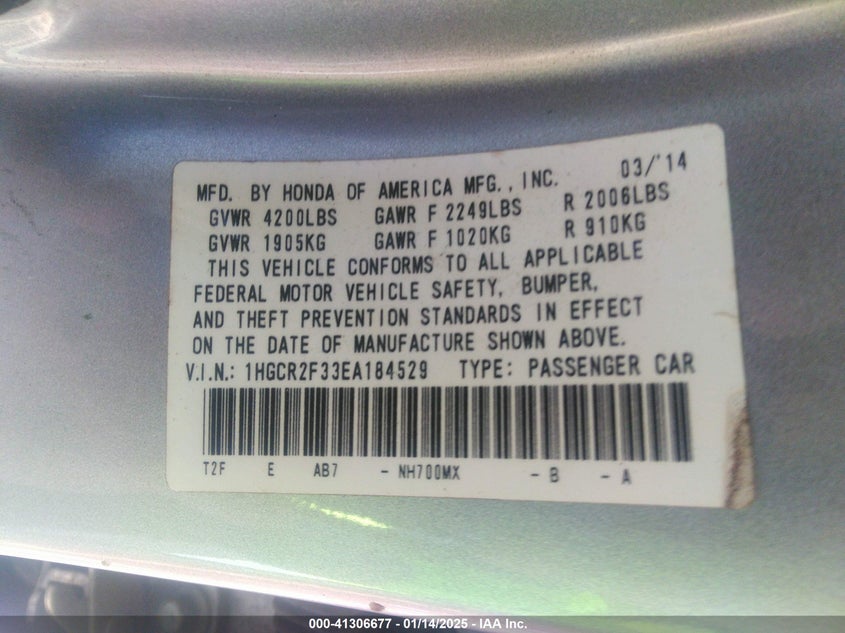 03/'14
MFD. BY HONDA OF AMERICA MFG., INC.
GVWR 4200LBS GAWR F 2249LBS R 2006LBS
GVWR 1905KG GAWR F 1020KG R 910KG
THIS VEHICLE CONFORMS TO ALL APPLICABLE
FEDERAL MOTOR VEHICLE SAFETY, BUMPER,
AND THEFT PREVENTION STANDARDS IN EFFECT
ON THE DATE OF MANUFACTURE SHOWN ABOVE.
V.I.N.: 1HGCR2F33EA184529 TYPE: PASSENGER CAR
T2F E AB7 - NH700MX - B - A
000-41306677 - 01/14/2025 - IAA Inc.